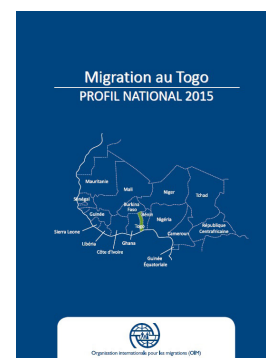 Migration au Togo
PROFIL NATIONAL 2015
Mauritanie
Mali
Niger
Tchad
Sénégal
Burkina
Faso
Guinée
Bénin
Nigéria
Sierra Leone
Togo
Cameroun
République
Centrafricaine
Libéria
Ghana
Côte d'Ivoire
Guinée
Équatoriale
Organisation internationale pour les migrations (OIM)